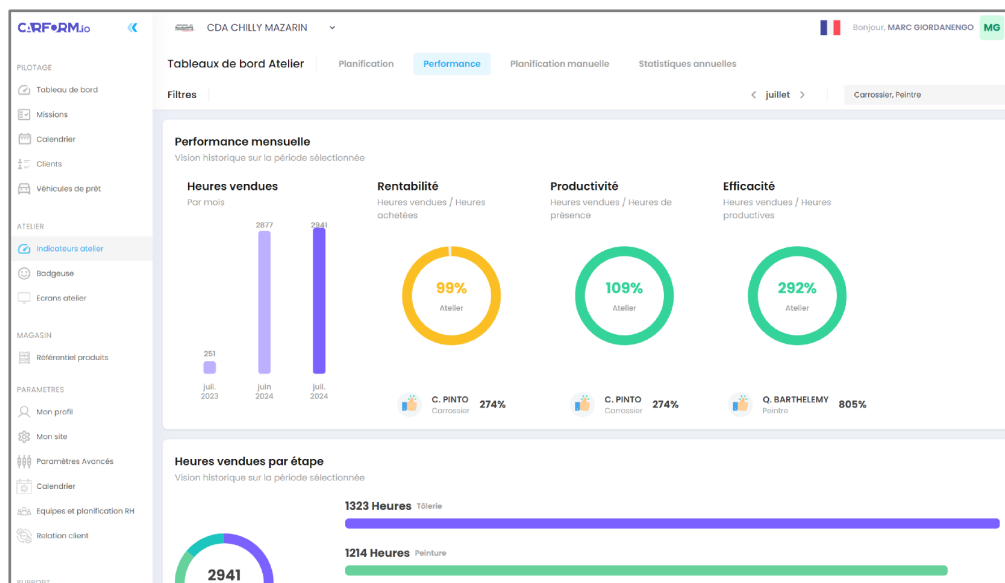 CARFORM.io
CDA CHILLY MAZARIN
Bonjour, MARC GIORDANENGO MG
PILOTAGE
Tableau de bord
Missions
Calendrier
Clients
Véhicules de prêt
ATELIER
Indicateurs atelier
Badgeuse
Ecrans atelier
MAGASIN
Référentiel produits
PARAMETRES
Mon profil
Mon site
Paramètres Avancés
Calendrier
Equipes et planification RH
Relation client
SUPPORT
Tableaux de bord Atelier
Planification
Performance
Planification manuelle
Statistiques annuelles
Filtres
juillet
Carrossier, Peintre
Performance mensuelle
Vision historique sur la période sélectionnée
Heures vendues
Par mois
251
2877
2941
juil.
2023
juin
2024
juil.
2024
Rentabilité
Heures vendues / Heures
achetées
99%
Atelier
C. PINTO
Carrossier
274%
Productivité
Heures vendues / Heures de
présence
109%
Atelier
C. PINTO
Carrossier
274%
Efficacité
Heures vendues / Heures
productives
292%
Atelier
Q. BARTHELEMY
Peintre
805%
Heures vendues par étape
Vision historique sur la période sélectionnée
2941
1323 Heures Tôlerie
1214 Heures Peinture